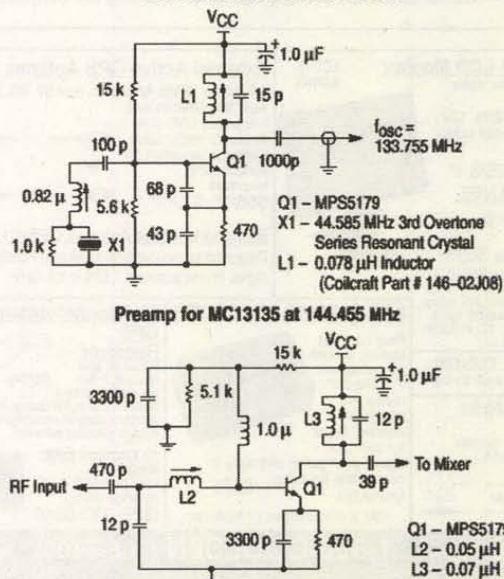 VCC
1.0 µF
15 k
L1
15 p
fosc =
133.755 MHz
100 p
Q1
1000p
0.82 µ
68 p
5.6 k
43 p
470
1.0 k
X1
Q1 – MPS5179
X1 – 44.585 MHz 3rd Overtone
Series Resonant Crystal
L1 – 0.078 µH Inductor
(Coilcraft Part # 146–02J08)
Preamp for MC13135 at 144.455 MHz
15 k
VCC
1.0 µF
3300 p
5.1 k
1.0 µ
L3
12 p
470 p
RF Input
L2
Q1
39 p
To Mixer
12 p
3300 p
470
Q1 – MPS5179
L2 – 0.05 µH
L3 – 0.07 µH